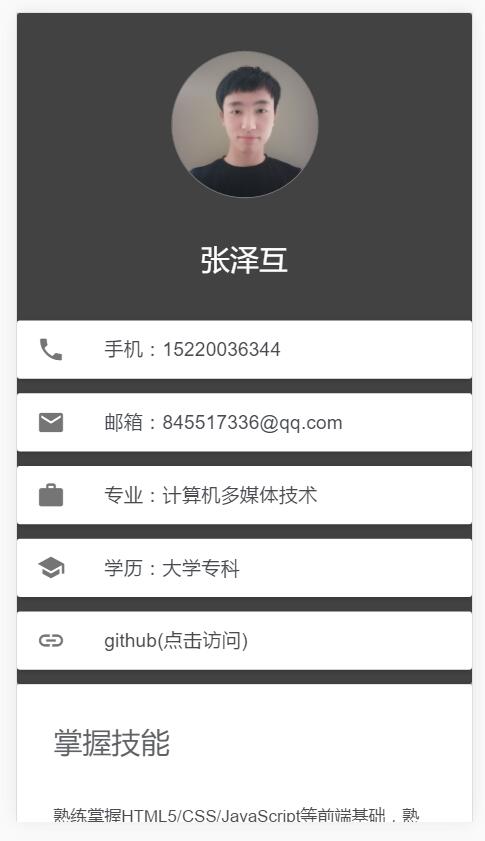 张泽互
手机：15220036344
邮箱：845517336@qq.com
专业：计算机多媒体技术
学历：大学专科
github(点击访问)
掌握技能
熟练掌握HTML5/CSS/JavaScript等前端基础，熟